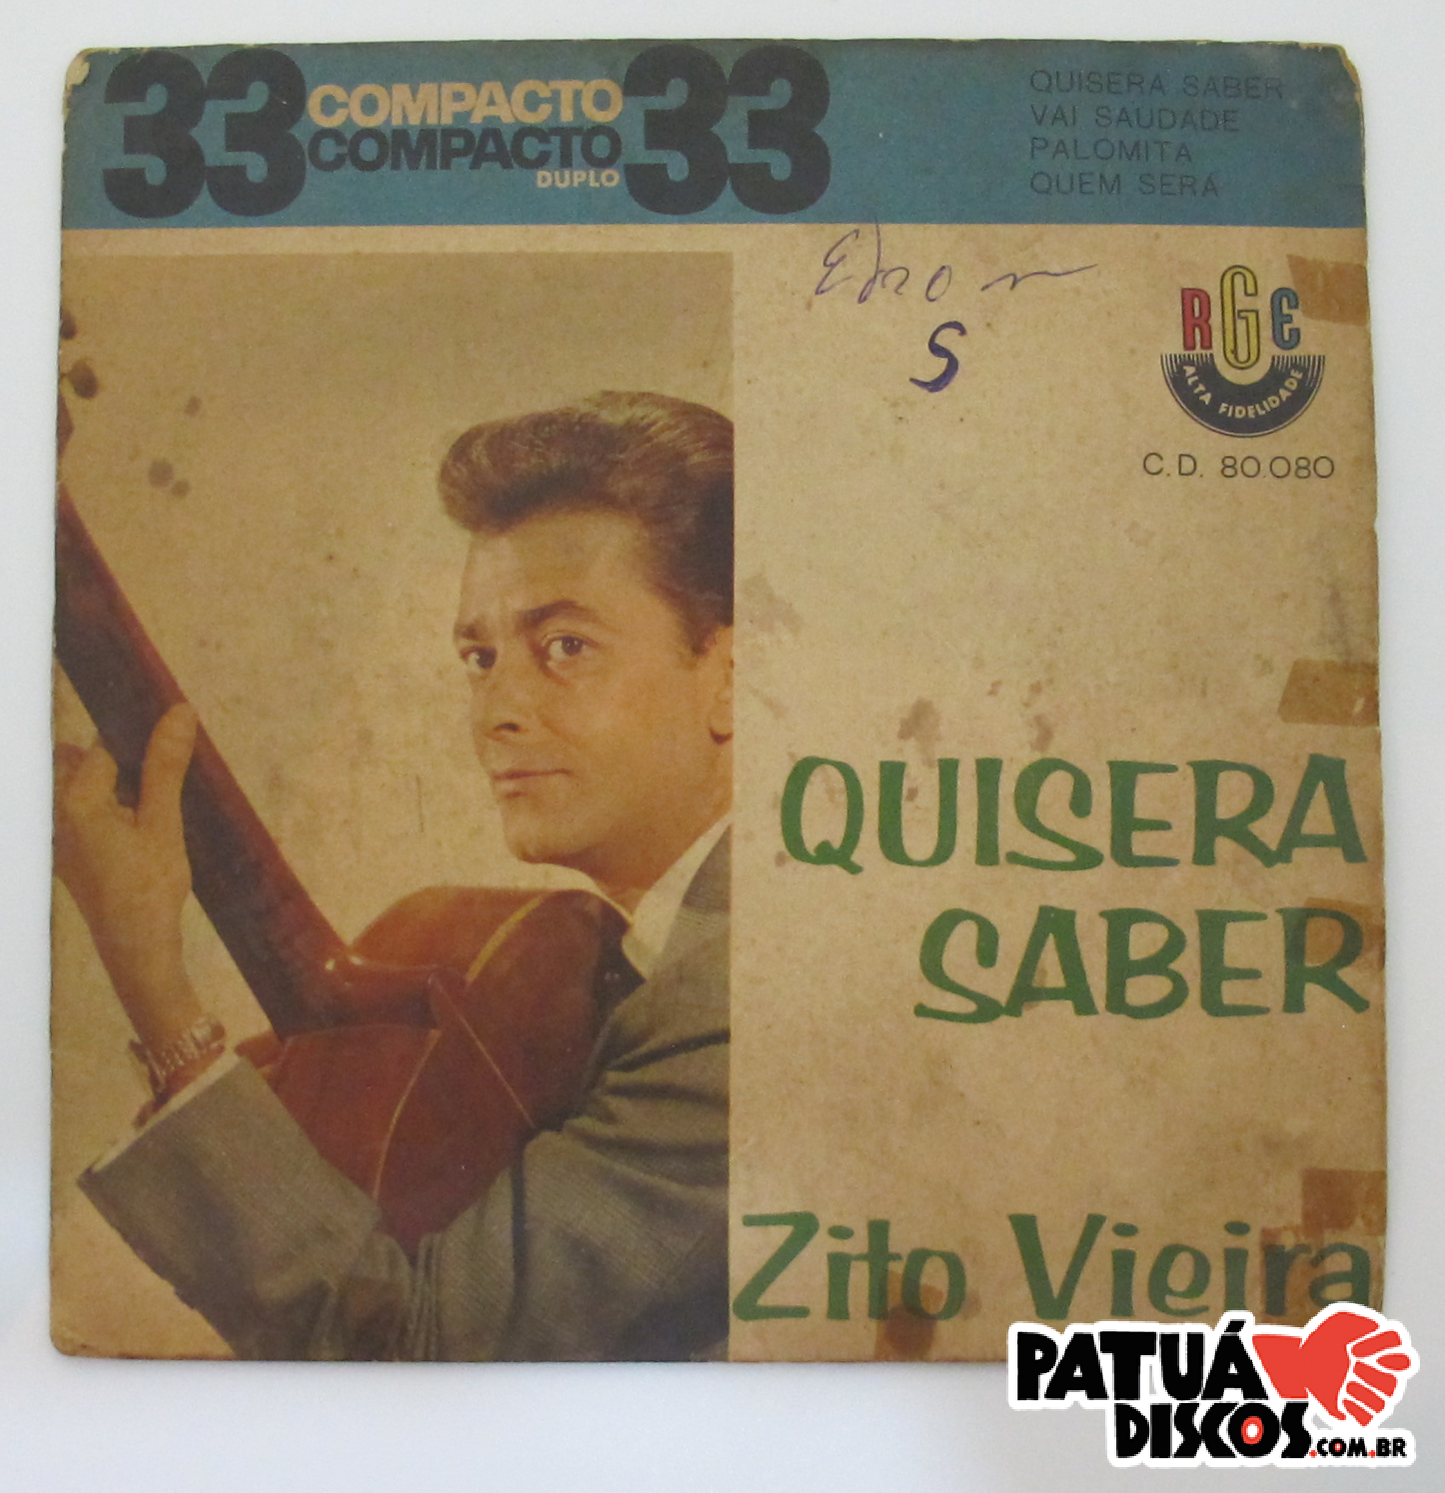 33 COMPACTO 33
COMPACTO
DUPLO
QUISERA SABER
VAI SAUDADE
PALOMITA
QUEM SERÁ
S
RGE
ALTA FIDELIDADE
C.D. 80.080
QUISERA
SABER
Zito Vieira
PATUÁ
DISCOS.COM.BR